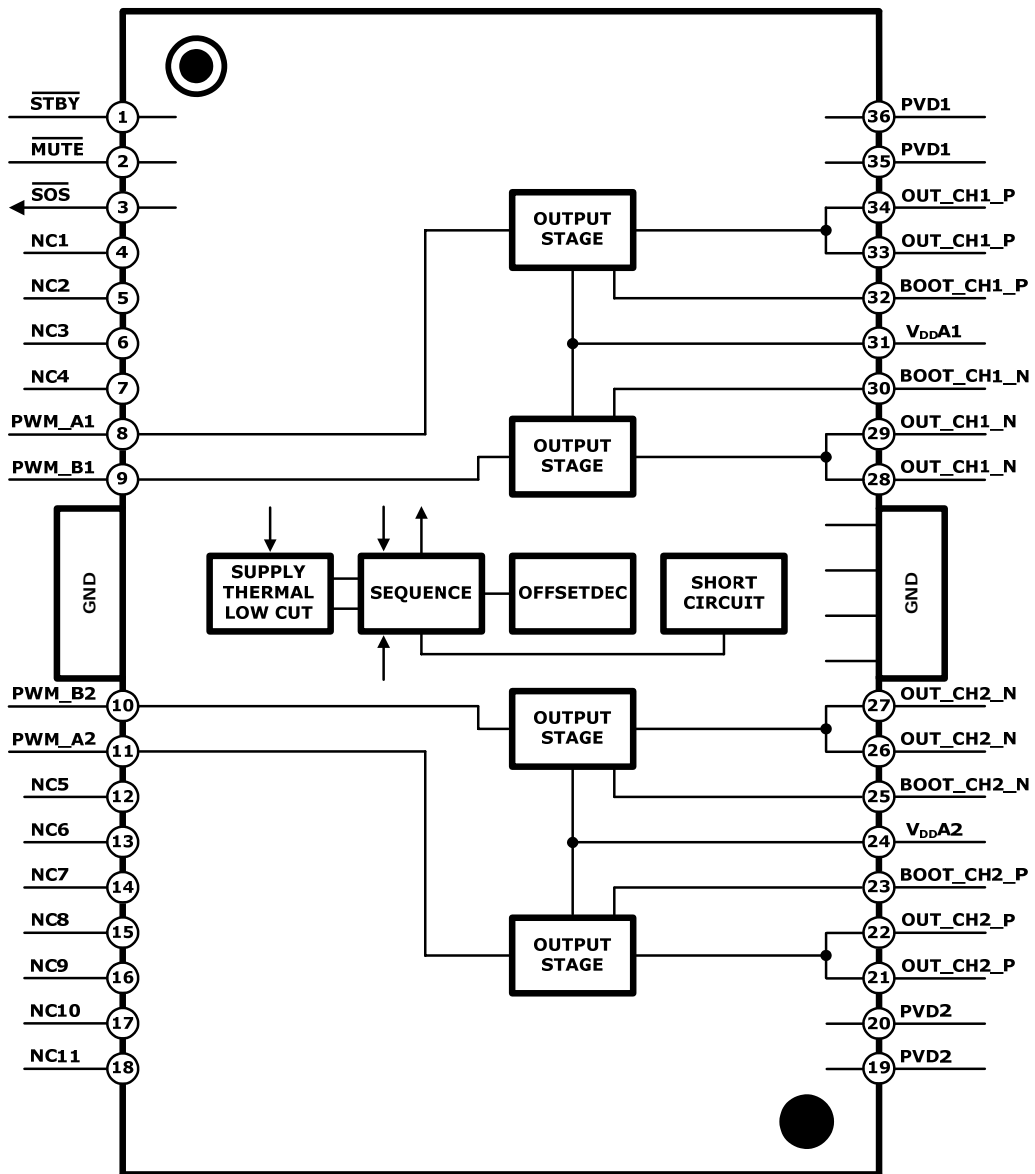 STBY
1
MUTE
2
SOS
3
NC1
4
NC2
5
NC3
6
NC4
7
PWM_A1
8
PWM_B1
9
GND
PWM_B2
10
PWM_A2
11
NC5
12
NC6
13
NC7
14
NC8
15
NC9
16
NC10
17
NC11
18
OUTPUT
STAGE
OUTPUT
STAGE
SUPPLY
THERMAL
LOW CUT
SEQUENCE
OFFSETDEC
SHORT
CIRCUIT
OUTPUT
STAGE
OUTPUT
STAGE
36
PVD1
35
PVD1
34
OUT_CH1_P
33
OUT_CH1_P
32
BOOT_CH1_P
31
VDDA1
30
BOOT_CH1_N
29
OUT_CH1_N
28
OUT_CH1_N
GND
27
OUT_CH2_N
26
OUT_CH2_N
25
BOOT_CH2_N
24
VDDA2
23
BOOT_CH2_P
22
OUT_CH2_P
21
OUT_CH2_P
20
PVD2
19
PVD2